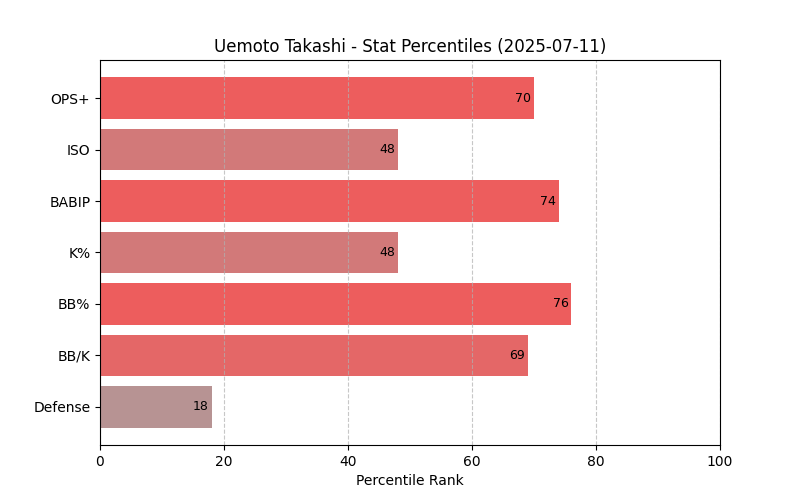 Uemoto Takashi - Stat Percentiles (2025-07-11)
OPS+ 70
ISO 48
BABIP 74
K% 48
BB% 76
BB/K 69
Defense 18
0 20 40 60 80 100
Percentile Rank